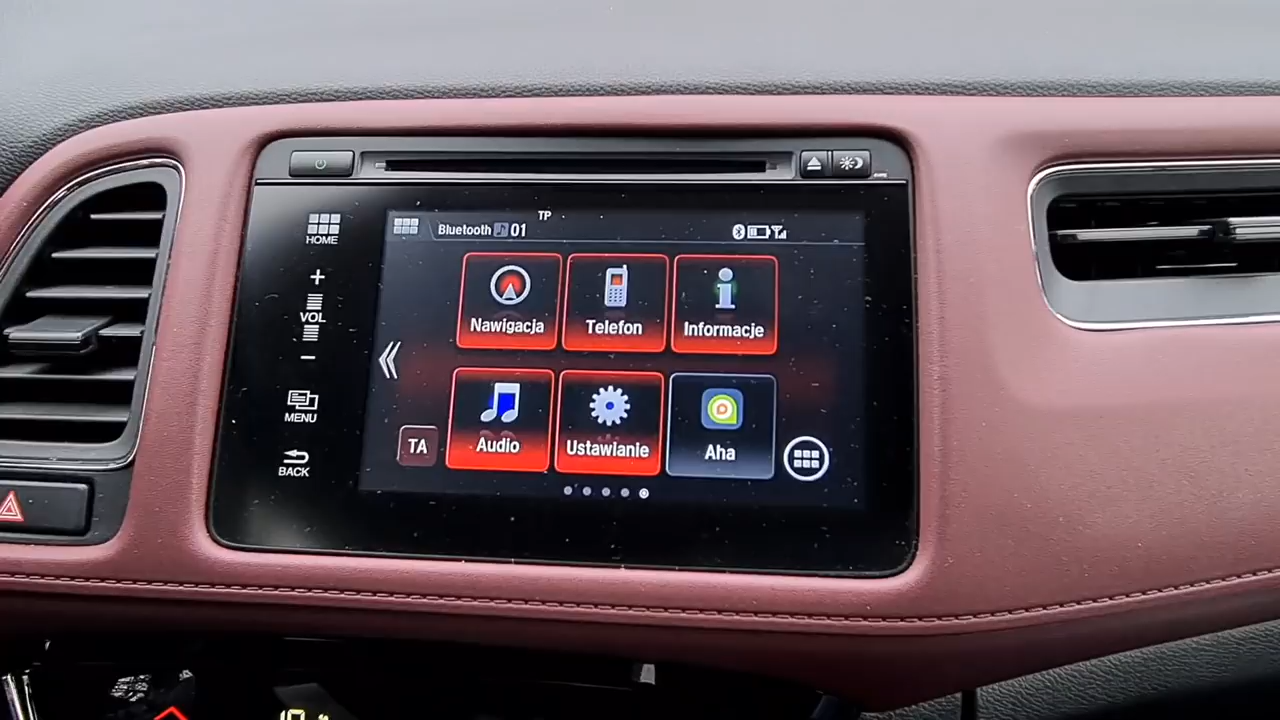 HOME
VOL
MENU
BACK
TP
Bluetooth 01
Nawigacja
Telefon
Informacje
Audio
Ustawianie
Aha
TA